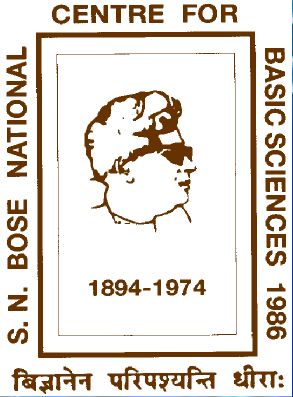 S. N. BOSE NATIONAL
CENTRE FOR
BASIC SCIENCES 1986
1894-1974
बिज्ञानेन परिपश्यन्ति धीराः